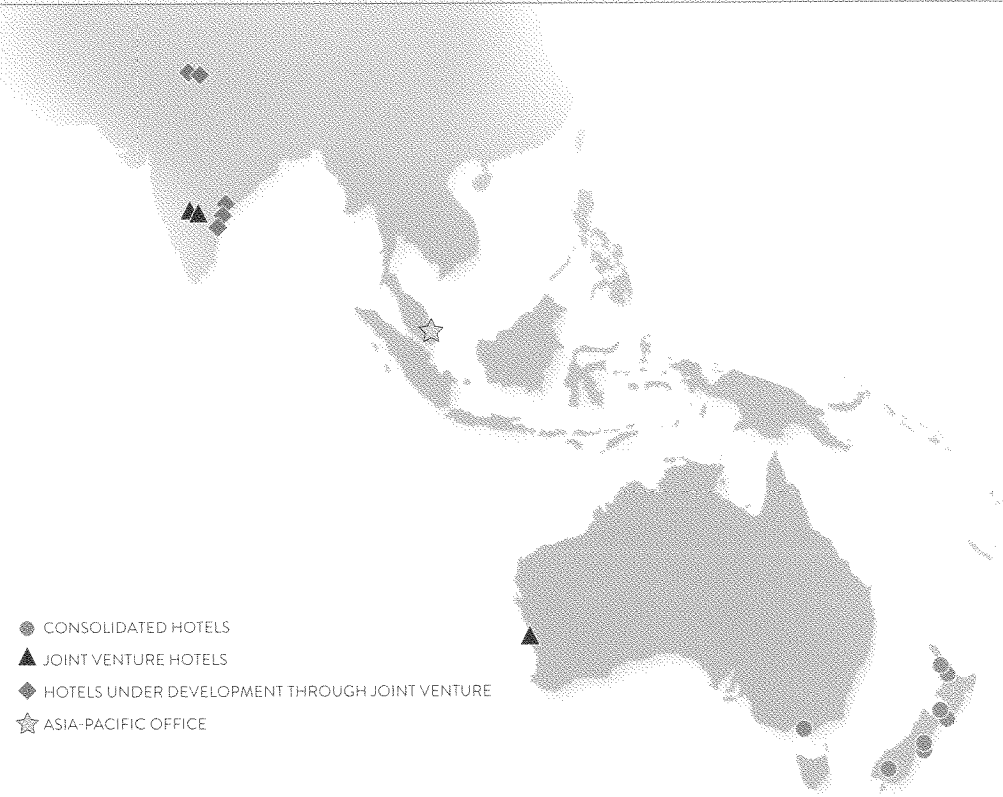 CONSOLIDATED HOTELS
JOINT VENTURE HOTELS
HOTELS UNDER DEVELOPMENT THROUGH JOINT VENTURE
ASIA-PACIFIC OFFICE